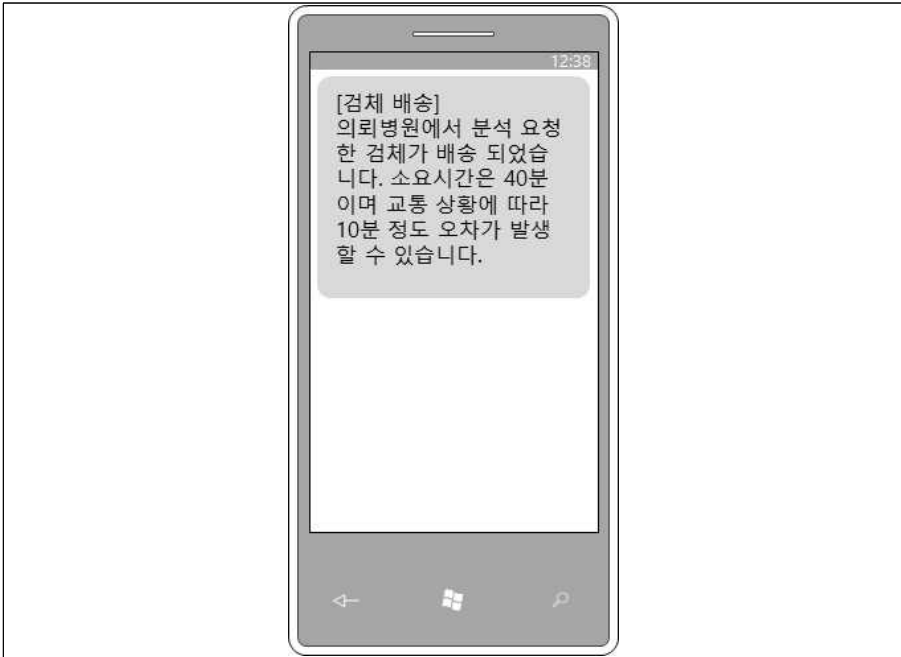 12:38
[검체 배송]
의뢰병원에서 분석 요청
한 검체가 배송 되었습
니다. 소요시간은 40분
이며 교통 상황에 따라
10분 정도 오차가 발생
할 수 있습니다.